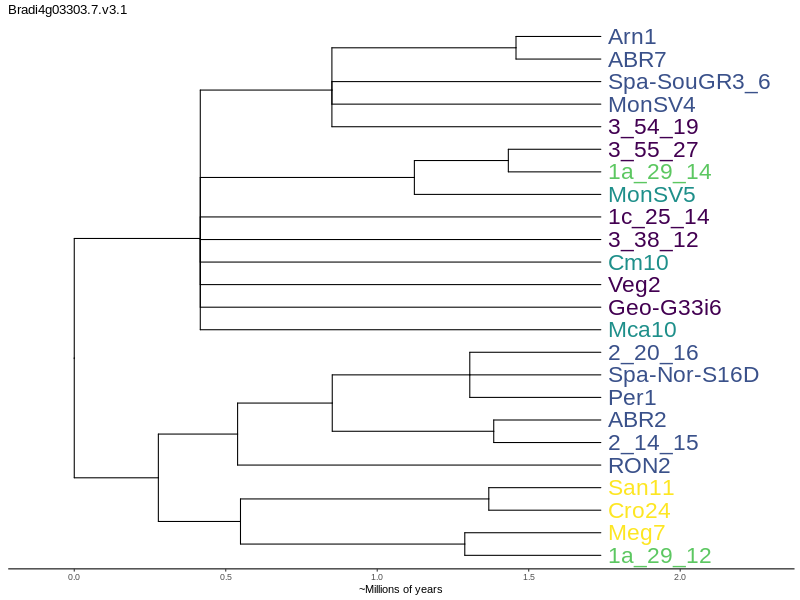 Bradi4g03303.7.v3.1
Arn1
ABR7
Spa-SouGR3_6
MonSV4
3_54_19
3_55_27
1a_29_14
MonSV5
1c_25_14
3_38_12
Cm10
Veg2
Geo-G33i6
Mca10
2_20_16
Spa-Nor-S16D
Per1
ABR2
2_14_15
RON2
San11
Cro24
Meg7
1a_29_12
0.0 0.5 1.0 1.5 2.0
~Millions of years